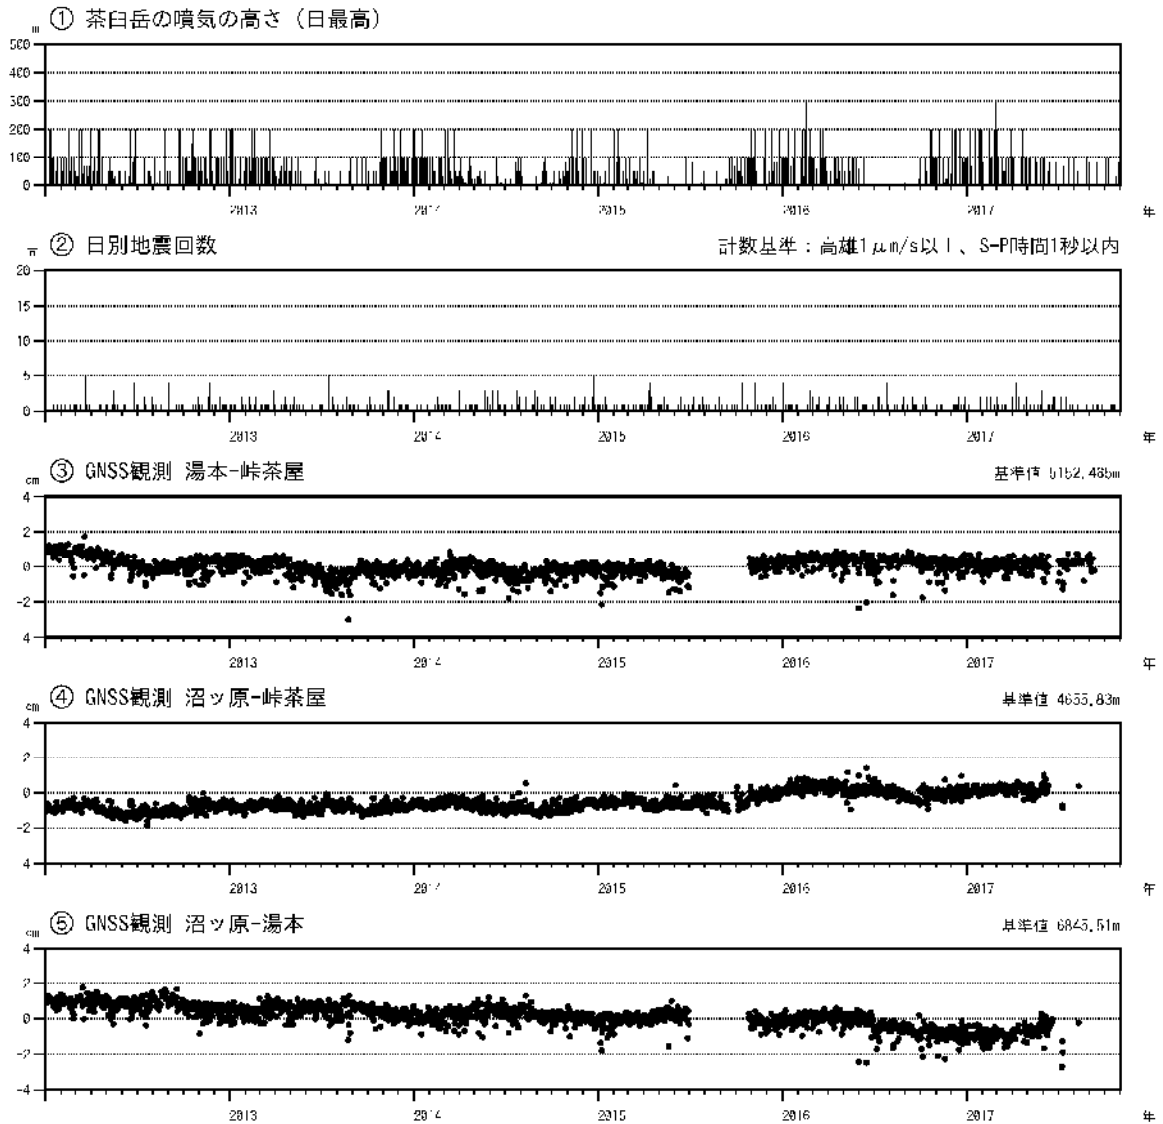 ① 茶臼岳の噴気の高さ（日最高）
m
500
400
300
200
100
0
2013 2014 2015 2016 2017 年
② 日別地震回数 計数基準：高雄1μm/s以上、S-P時間1秒以内
20
15
10
5
0
2013 2014 2015 2016 2017 年
③ GNSS観測 湯本-峠茶屋 基準値 5152.465m
cm
4
2
0
-2
4
2013 2014 2015 2016 2017 年
④ GNSS観測 沼ッ原-峠茶屋 基準値 4655.83m
cm
4
2
0
-2
4
2013 2014 2015 2016 2017 年
⑤ GNSS観測 沼ッ原-湯本 基準値 6845.51m
cm
4
2
0
-2
-4
2013 2014 2015 2016 2017 年